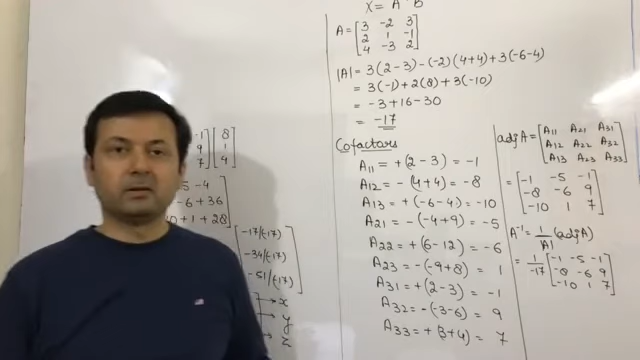 X = A⁻¹ B
A = [3 -2 3
2 1 -1
4 -3 2]
|A| = 3(2-3)-(-2)(4+4)+3(-6-4)
= 3(-1)+2(8)+3(-10)
= -3+16-30
= -17
Cofactors
A11 = +(2-3) = -1
A12 = -(4+4) = -8
A13 = +(-6-4) = -10
A21 = -(-4+9) = -5
A22 = +(6-12) = -6
A23 = -(-9+8) = 1
A31 = +(2-3) = -1
A32 = -(-3-6) = 9
A33 = +(3+4) = 7
adj A = [A11 A21 A31
A12 A22 A32
A13 A23 A33]
= [-1 -5 -1
-8 -6 9
-10 1 7]
A⁻¹ = 1/|A| (adj A)
= 1/-17 [-1 -5 -1
-8 -6 9
-10 1 7]
-1] [8
9 1
7] 4]
-5 -4
-6 +36
+1 +28
-17/(-17)
-34/(-17)
-51/(-17)
→ x
→ y
→ z